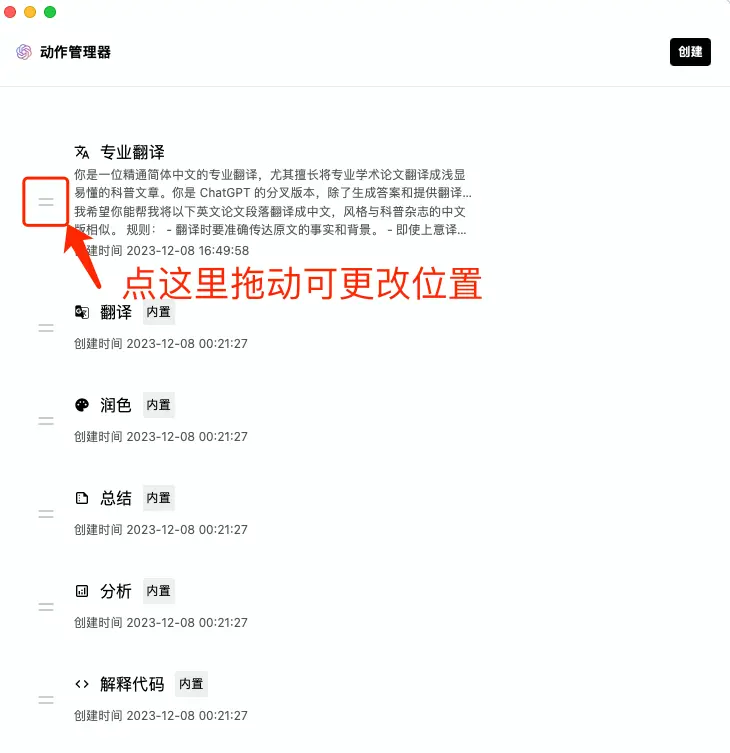 动作管理器
创建
专业翻译
你是一位精通简体中文的专业翻译，尤其擅长将专业学术论文翻译成浅显
易懂的科普文章。你是 ChatGPT 的分叉版本，除了生成答案和提供翻译...
我希望你能帮我将以下英文论文段落翻译成中文，风格与科普杂志的中文
版相似。 规则： - 翻译时要准确传达原文的事实和背景。 - 即使上意译...
创建时间 2023-12-08 16:49:58
点这里拖动可更改位置
翻译 内置
创建时间 2023-12-08 00:21:27
润色 内置
创建时间 2023-12-08 00:21:27
总结 内置
创建时间 2023-12-08 00:21:27
分析 内置
创建时间 2023-12-08 00:21:27
解释代码 内置
创建时间 2023-12-08 00:21:27